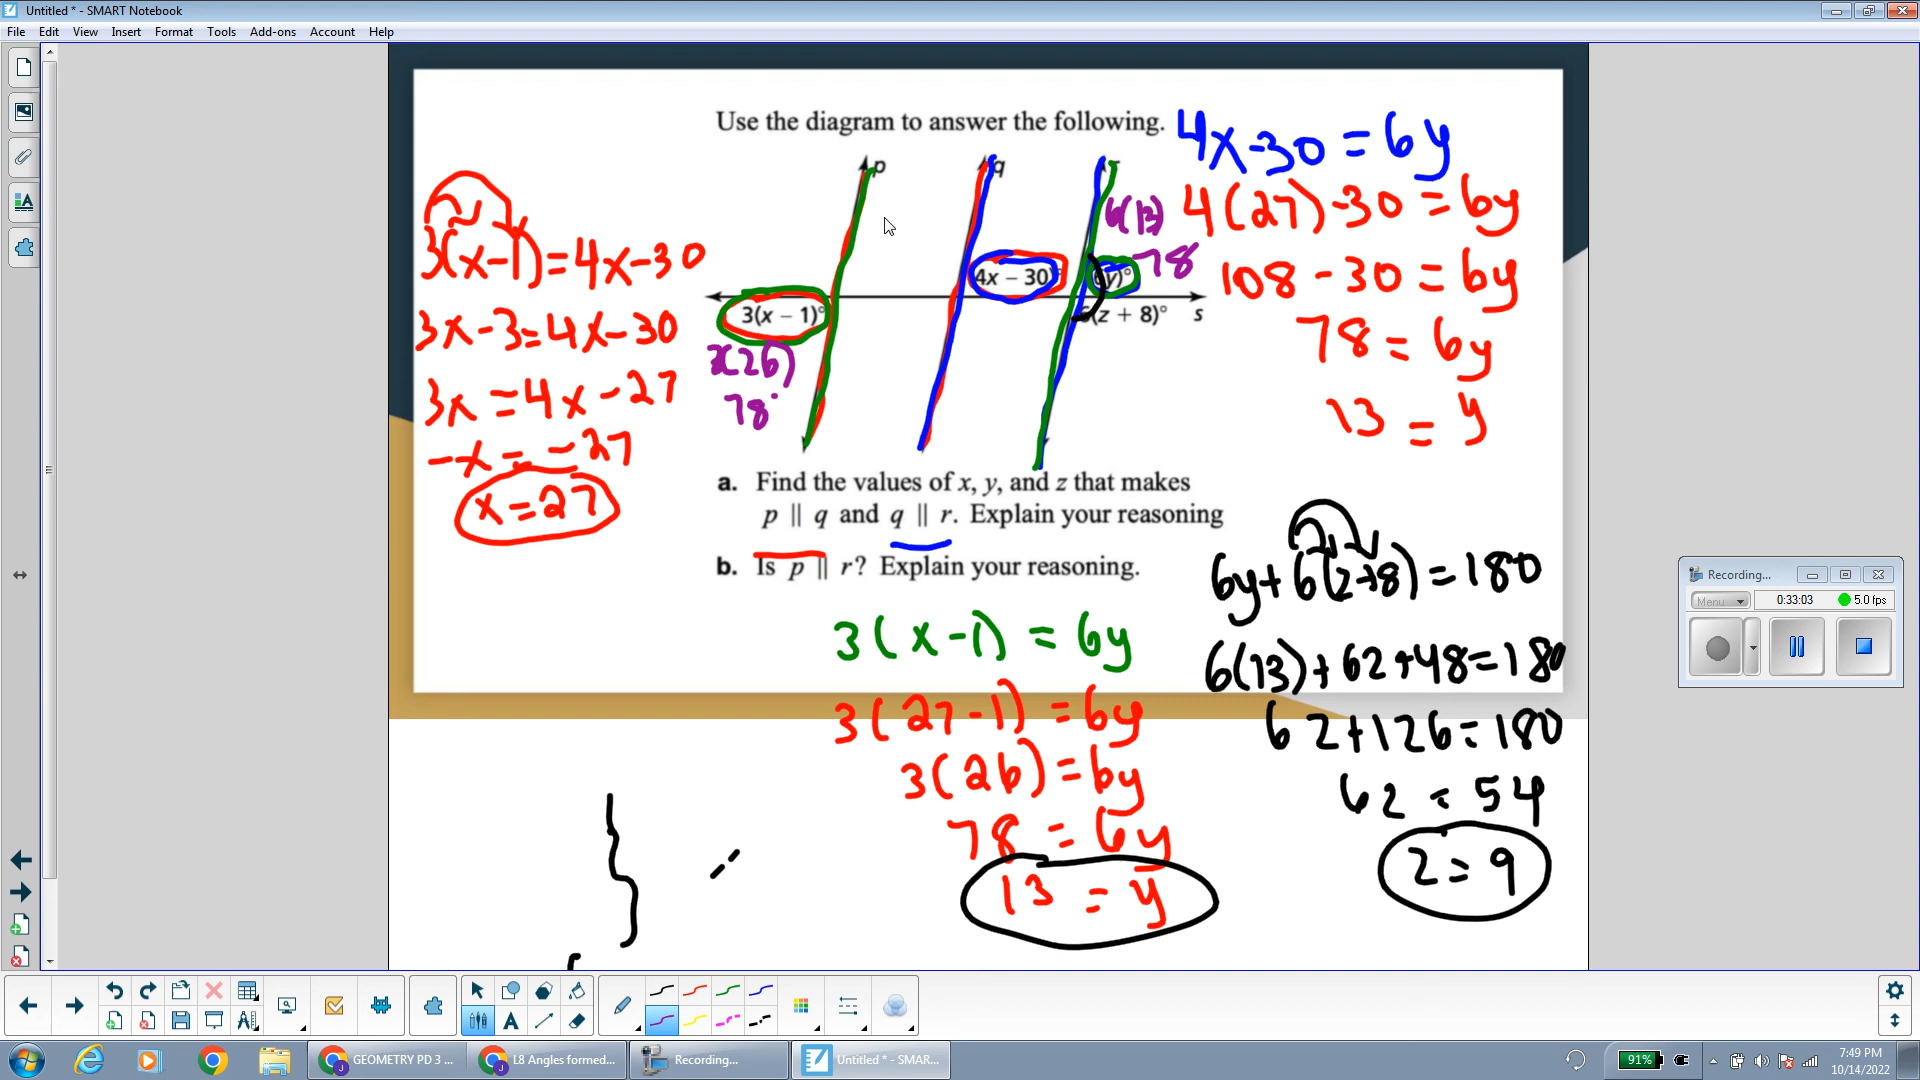 Untitled * - SMART Notebook
File Edit View Insert Format Tools Add-ons Account Help
Use the diagram to answer the following.
p
q
4x - 30)
y)°
3(x − 1)°
(z + 8)°
s
a. Find the values of x, y, and z that makes
p || q and q || r. Explain your reasoning
b. Is p || r? Explain your reasoning.
3(x-1)=4x-30
3x-3=4x-30
3x=4x-27
-x=-27
x=27
3(26)
78°
6(13)
78
4x-30=6y
4(27)-30=6y
108-30=6y
78=6y
13=y
3(x-1)=6y
3(27-1)=6y
3(26)=6y
78=6y
13=y
6y+6(z+8)=180
6(13)+6z+48=180
6z+126=180
6z=54
z=9
Recording...
Menu
0:33:03
5.0 fps
A
A
GEOMETRY PD 3 ...
L8 Angles formed...
Recording...
Untitled * - SMAR...
91%
7:49 PM
10/14/2022